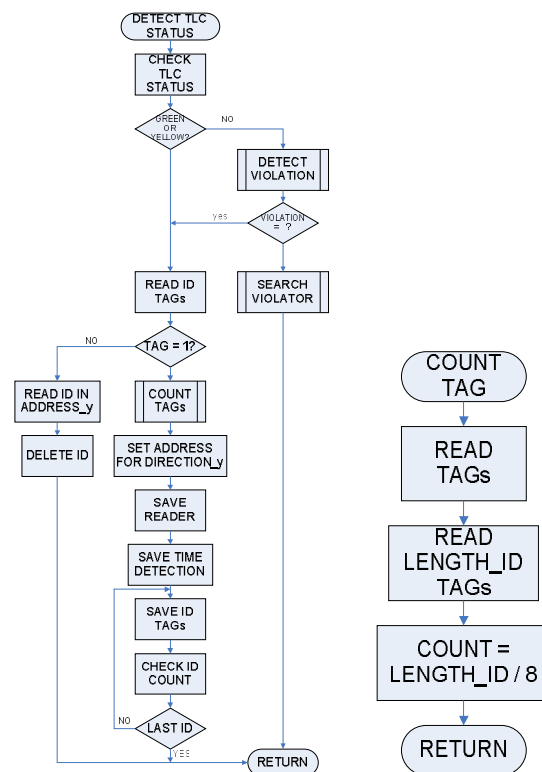 DETECT TLC
STATUS
CHECK
TLC
STATUS
GREEN
OR
YELLOW?
NO
DETECT
VIOLATION
VIOLATION
= ?
yes
READ ID
TAGs
SEARCH
VIOLATOR
TAG = 1?
NO
READ ID IN
ADDRESS_y
DELETE ID
COUNT
TAGs
SET ADDRESS
FOR DIRECTION_y
SAVE
READER
SAVE TIME
DETECTION
SAVE ID
TAGs
CHECK ID
COUNT
LAST ID
NO
YES
RETURN
COUNT
TAG
READ
TAGs
READ
LENGTH_ID
TAGs
COUNT =
LENGTH_ID / 8
RETURN